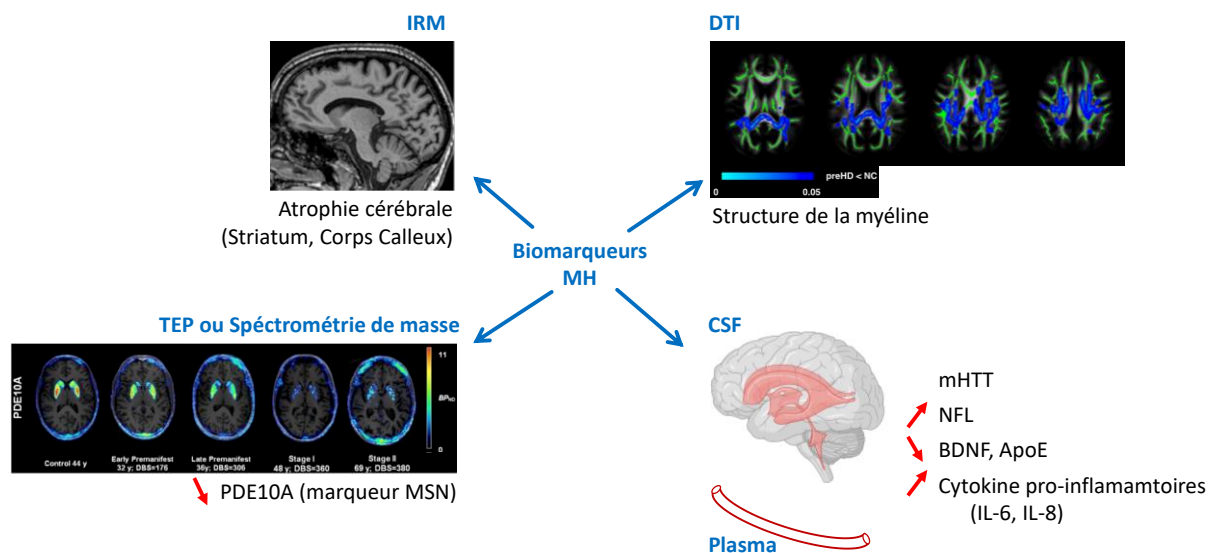 IRM
Atrophie cérébrale
(Striatum, Corps Calleux)
DTI
preHD < NC
0
0.05
Structure de la myéline
Biomarqueurs
MH
TEP ou Spéctrométrie de masse
PDE10A
11
BP_ND
0
Control 44 y
Early Premanifest
32 y; DBS=176
Late Premanifest
36y; DBS=306
Stage I
48 y; DBS=360
Stage II
69 y; DBS=380
PDE10A (marqueur MSN)
CSF
mHTT
NFL
BDNF, ApoE
Cytokine pro-inflamamtoires
(IL-6, IL-8)
Plasma